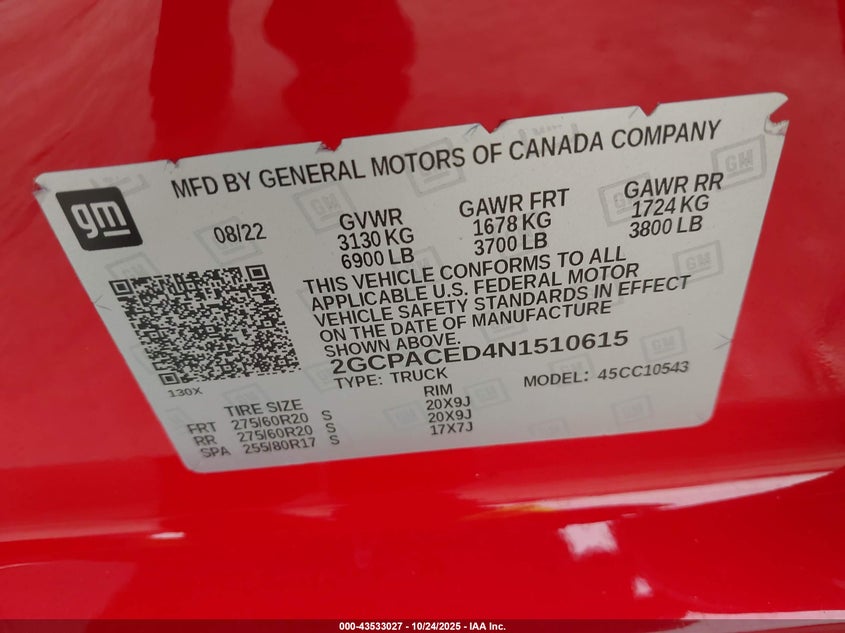 MFD BY GENERAL MOTORS OF CANADA COMPANY
gm
08/22
GVWR
3130 KG
6900 LB
GAWR FRT
1678 KG
3700 LB
GAWR RR
1724 KG
3800 LB
THIS VEHICLE CONFORMS TO ALL
APPLICABLE U.S. FEDERAL MOTOR
VEHICLE SAFETY STANDARDS IN EFFECT
ON THE DATE OF MANUFACTURE
SHOWN ABOVE.
2GCPACED4N1510615
TYPE: TRUCK
MODEL: 45CC10543
130X
TIRE SIZE RIM
FRT 275/60R20 S 20X9J
RR 275/60R20 S 20X9J
SPA 255/80R17 S 17X7J
000-43533027 - 10/24/2025 - IAA Inc.